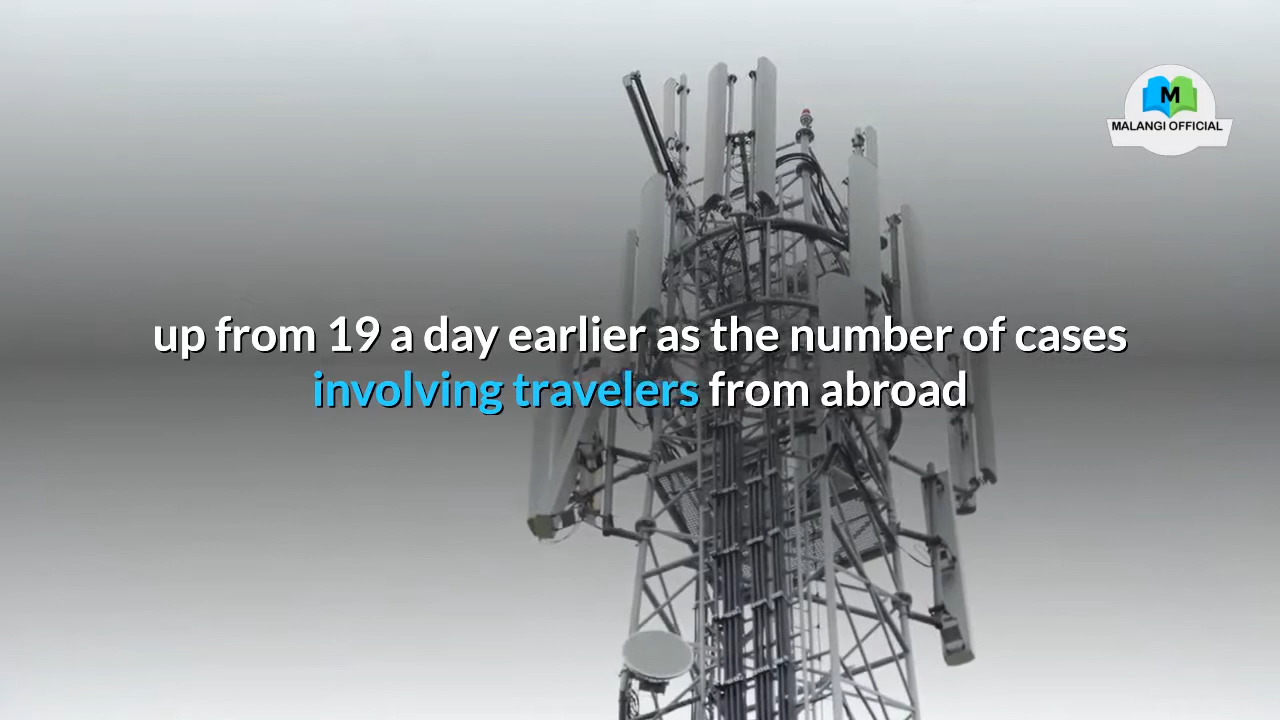 M
MALANGI OFFICIAL
up from 19 a day earlier as the number of cases
involving travelers from abroad